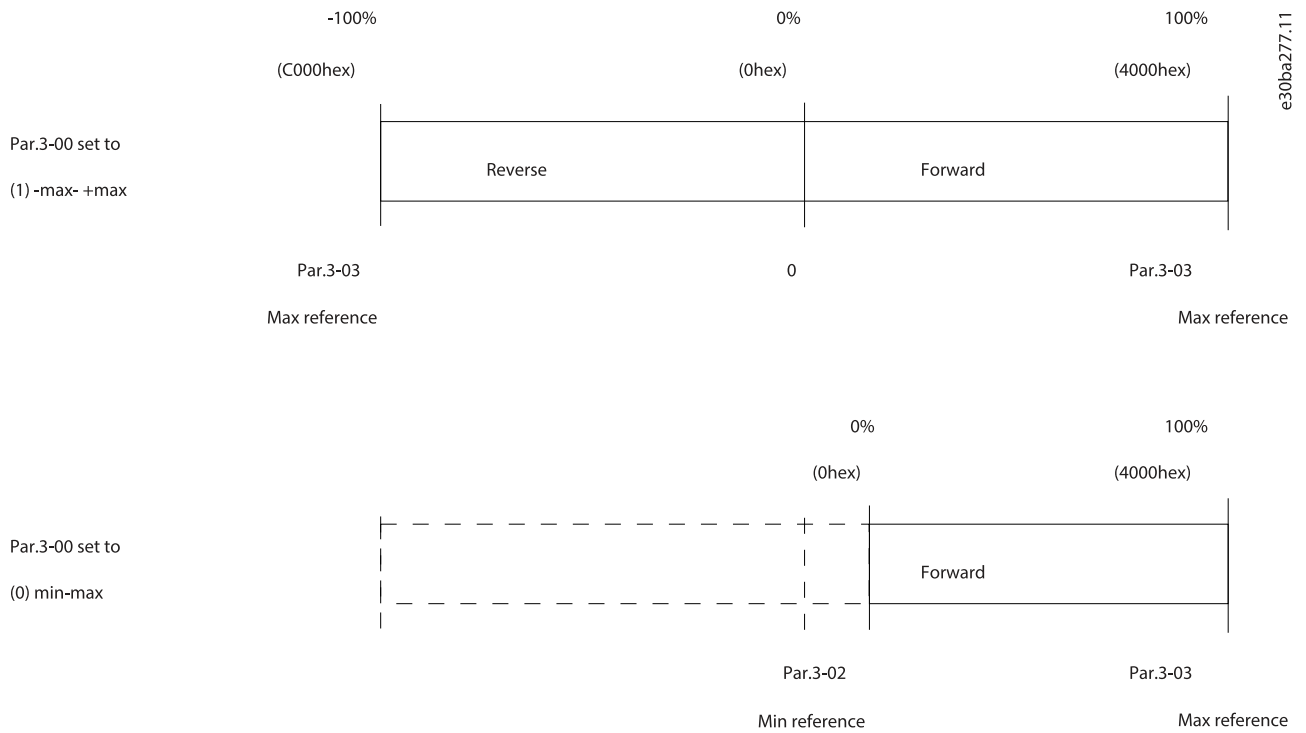 -100% 0% 100%
(C000hex) (0hex) (4000hex)
e30ba277.11
Par.3-00 set to
(1) -max- +max
Reverse Forward
Par.3-03 0 Par.3-03
Max reference Max reference
0% 100%
(0hex) (4000hex)
Par.3-00 set to
(0) min-max
Forward
Par.3-02 Par.3-03
Min reference Max reference